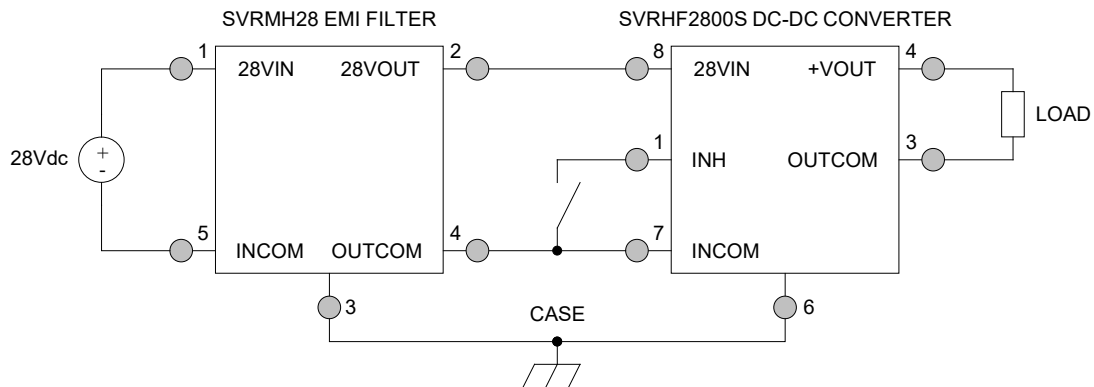 SVRMH28 EMI FILTER
SVRHF2800S DC-DC CONVERTER
1
28VIN
28VOUT
2
8
28VIN
+VOUT
4
28Vdc
+
-
1
INH
OUTCOM
3
LOAD
5
INCOM
OUTCOM
4
7
INCOM
3
CASE
6